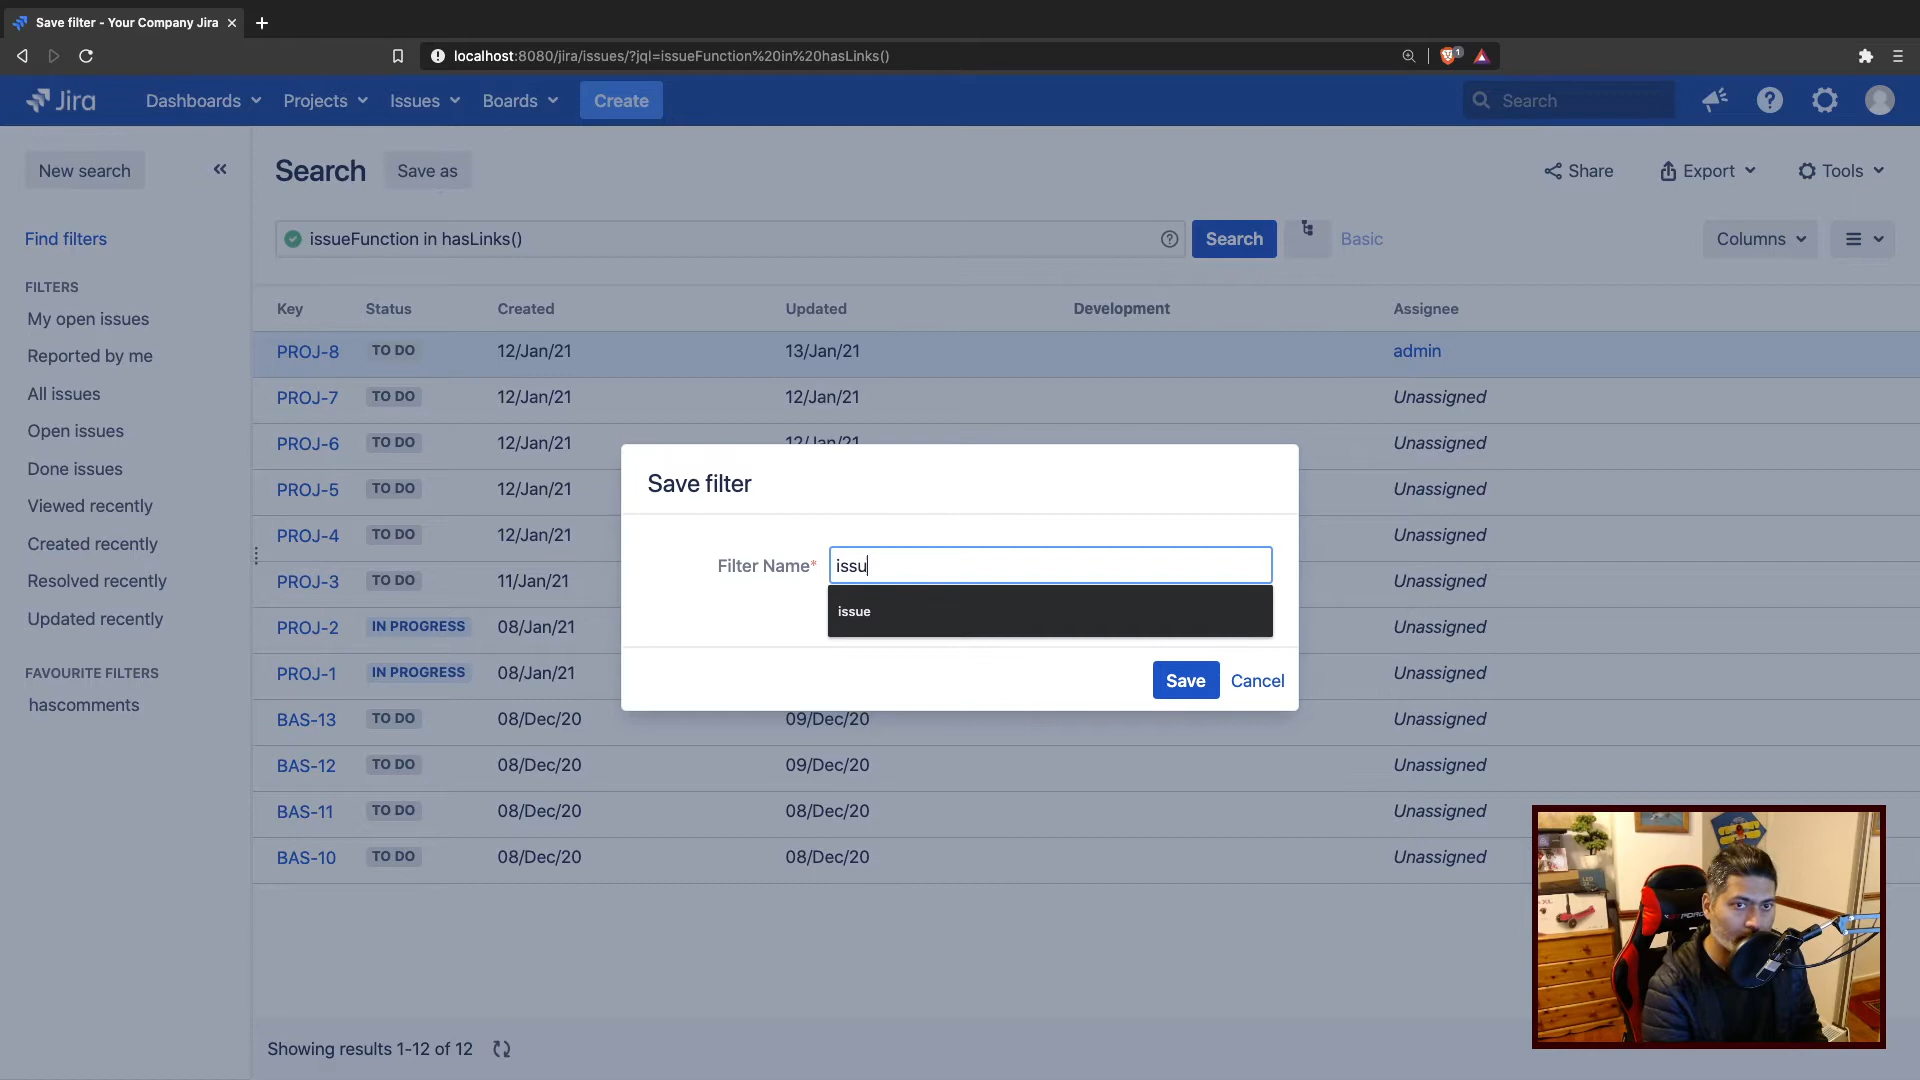 Save filter - Your Company Jira
localhost:8080/jira/issues/?jql=issueFunction%20in%20hasLinks()
1
Jira
Dashboards
Projects
Issues
Boards
Create
Search
New search
Search
Save as
Share
Export
Tools
Find filters
issueFunction in hasLinks()
Search
Basic
Columns
FILTERS
My open issues
Reported by me
All issues
Open issues
Done issues
Viewed recently
Created recently
Resolved recently
Updated recently
FAVOURITE FILTERS
hascomments
Key Status Created Updated Development Assignee
PROJ-8 TO DO 12/Jan/21 13/Jan/21 admin
PROJ-7 TO DO 12/Jan/21 12/Jan/21 Unassigned
PROJ-6 TO DO 12/Jan/21 12/Jan/21 Unassigned
PROJ-5 TO DO 12/Jan/21 Unassigned
PROJ-4 TO DO 12/Jan/21 Unassigned
PROJ-3 TO DO 11/Jan/21 Unassigned
PROJ-2 IN PROGRESS 08/Jan/21 Unassigned
PROJ-1 IN PROGRESS 08/Jan/21 Unassigned
BAS-13 TO DO 08/Dec/20 09/Dec/20 Unassigned
BAS-12 TO DO 08/Dec/20 09/Dec/20 Unassigned
BAS-11 TO DO 08/Dec/20 08/Dec/20 Unassigned
BAS-10 TO DO 08/Dec/20 08/Dec/20 Unassigned
Save filter
Filter Name*
issu
issue
Save
Cancel
Showing results 1-12 of 12